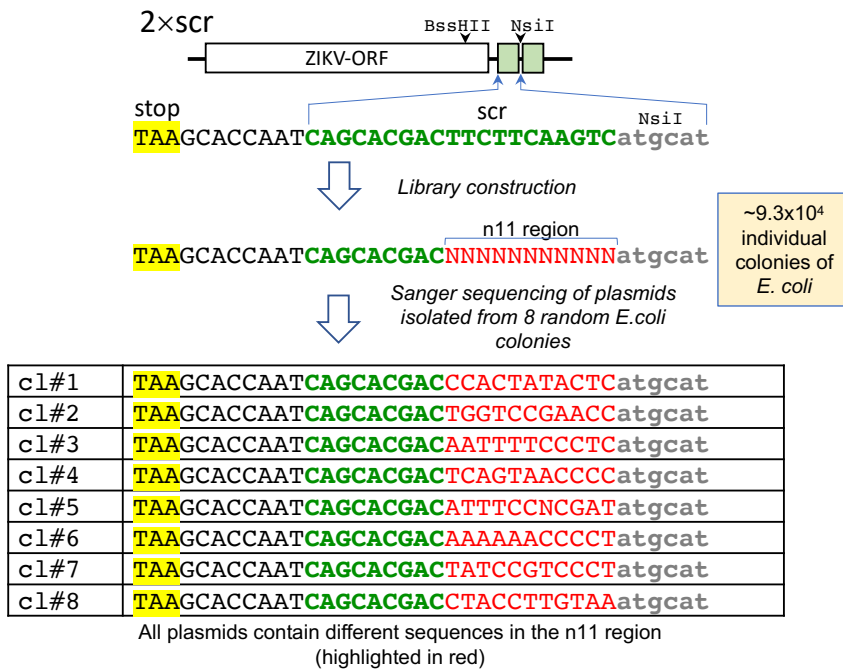 2×scr
BssHII NsiI
ZIKV-ORF
stop scr NsiI
TAAGCACCAATCAGCACGACTTCTTCAAGTCatgcat
Library construction
n11 region
TAAGCACCAATCAGCACGACNNNNNNNNNNNatgcat
~9.3x10⁴
individual
colonies of
E. coli
Sanger sequencing of plasmids
isolated from 8 random E.coli
colonies
cl#1 TAAGCACCAATCAGCACGACCCACTATACTCatgcat
cl#2 TAAGCACCAATCAGCACGACTGGTCCGAACCatgcat
cl#3 TAAGCACCAATCAGCACGACAATTTTCCCTCatgcat
cl#4 TAAGCACCAATCAGCACGACTCAGTAACCCCatgcat
cl#5 TAAGCACCAATCAGCACGACATTTCCNCGATatgcat
cl#6 TAAGCACCAATCAGCACGACAAAAAACCCCTatgcat
cl#7 TAAGCACCAATCAGCACGACTATCCGTCCCTatgcat
cl#8 TAAGCACCAATCAGCACGACCTACCTTGTAAatgcat
All plasmids contain different sequences in the n11 region
(highlighted in red)